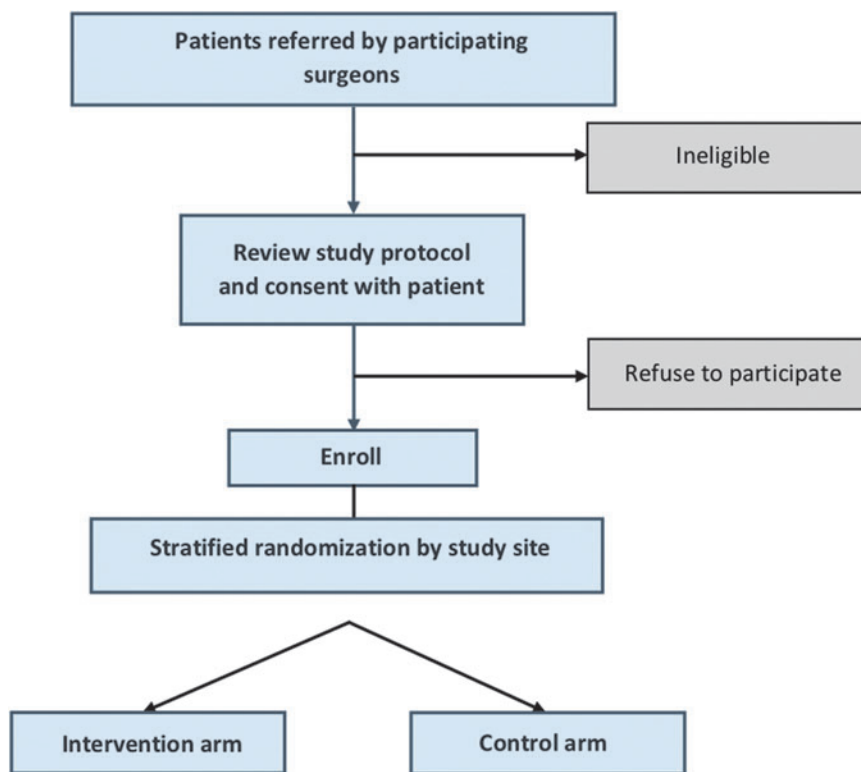 Patients referred by participating
surgeons
Ineligible
Review study protocol
and consent with patient
Refuse to participate
Enroll
Stratified randomization by study site
Intervention arm
Control arm